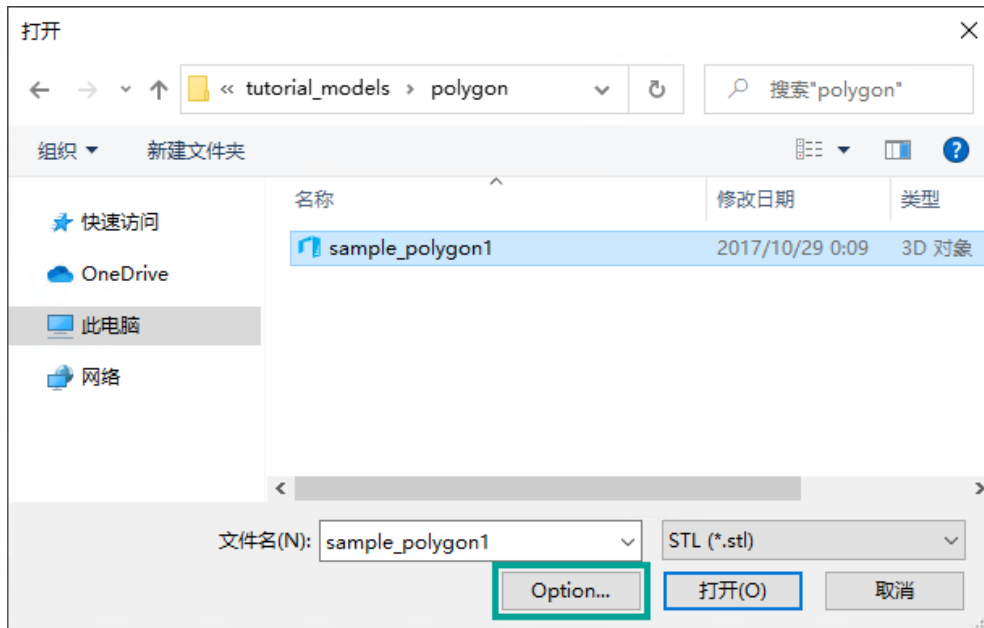 打开
« tutorial_models › polygon
搜索"polygon"
组织
新建文件夹
?
名称 修改日期 类型
快速访问
sample_polygon1 2017/10/29 0:09 3D 对象
OneDrive
此电脑
网络
文件名(N): sample_polygon1 STL (*.stl)
Option... 打开(O) 取消